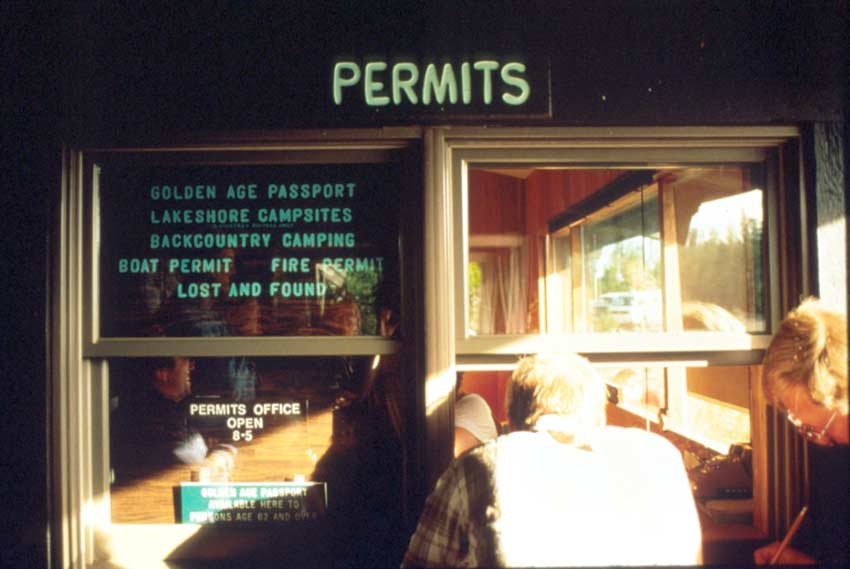 PERMITS
GOLDEN AGE PASSPORT
LAKESHORE CAMPSITES
BACKCOUNTRY CAMPING
BOAT PERMIT FIRE PERMIT
LOST AND FOUND
PERMITS OFFICE
OPEN
8-5
GOLDEN AGE PASSPORT
AVAILABLE HERE TO
PERSONS AGE 62 AND OVER